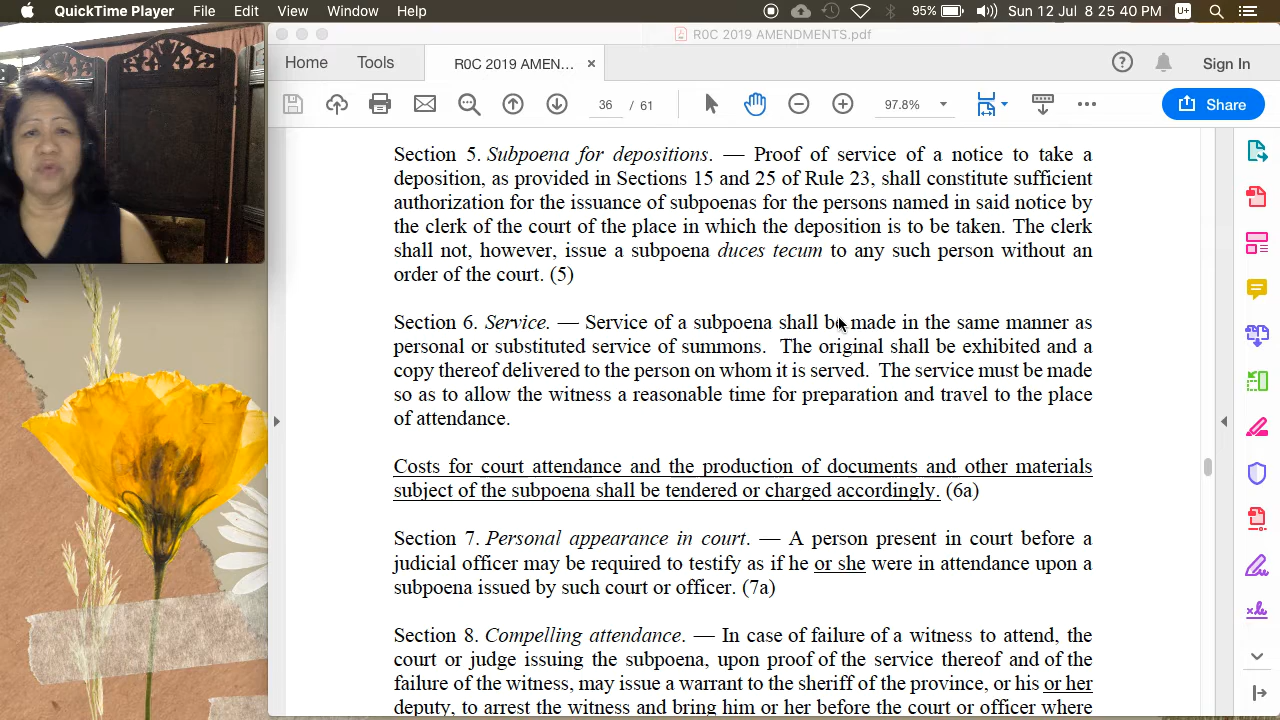 QuickTime Player File Edit View Window Help 95% Sun 12 Jul 8 25 40 PM U+
R0C 2019 AMENDMENTS.pdf
Home Tools R0C 2019 AMEN... × Sign In
36 / 61 97.8% Share
Section 5. Subpoena for depositions. — Proof of service of a notice to take a
deposition, as provided in Sections 15 and 25 of Rule 23, shall constitute sufficient
authorization for the issuance of subpoenas for the persons named in said notice by
the clerk of the court of the place in which the deposition is to be taken. The clerk
shall not, however, issue a subpoena duces tecum to any such person without an
order of the court. (5)
Section 6. Service. — Service of a subpoena shall be made in the same manner as
personal or substituted service of summons. The original shall be exhibited and a
copy thereof delivered to the person on whom it is served. The service must be made
so as to allow the witness a reasonable time for preparation and travel to the place
of attendance.
Costs for court attendance and the production of documents and other materials
subject of the subpoena shall be tendered or charged accordingly. (6a)
Section 7. Personal appearance in court. — A person present in court before a
judicial officer may be required to testify as if he or she were in attendance upon a
subpoena issued by such court or officer. (7a)
Section 8. Compelling attendance. — In case of failure of a witness to attend, the
court or judge issuing the subpoena, upon proof of the service thereof and of the
failure of the witness, may issue a warrant to the sheriff of the province, or his or her
deputy, to arrest the witness and bring him or her before the court or officer where